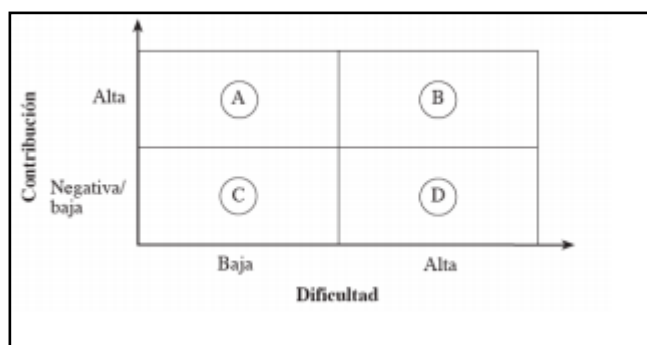 Contribución
Alta
A
B
Negativa/
baja
C
D
Baja
Alta
Dificultad